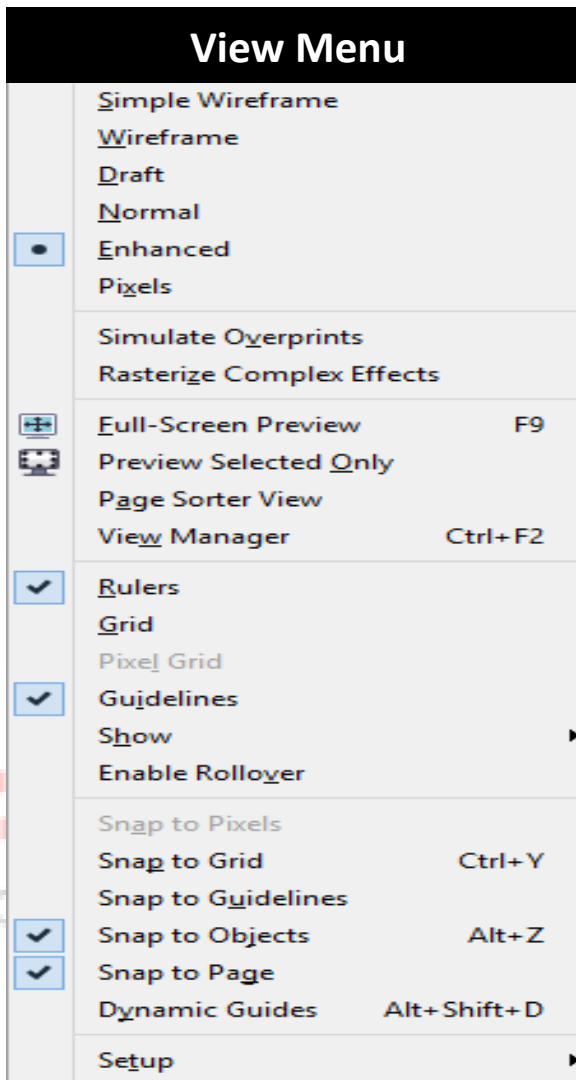 View Menu
Simple Wireframe
Wireframe
Draft
Normal
Enhanced
Pixels
Simulate Overprints
Rasterize Complex Effects
Full-Screen Preview F9
Preview Selected Only
Page Sorter View
View Manager Ctrl+F2
Rulers
Grid
Pixel Grid
Guidelines
Show
Enable Rollover
Snap to Pixels
Snap to Grid Ctrl+Y
Snap to Guidelines
Snap to Objects Alt+Z
Snap to Page
Dynamic Guides Alt+Shift+D
Setup